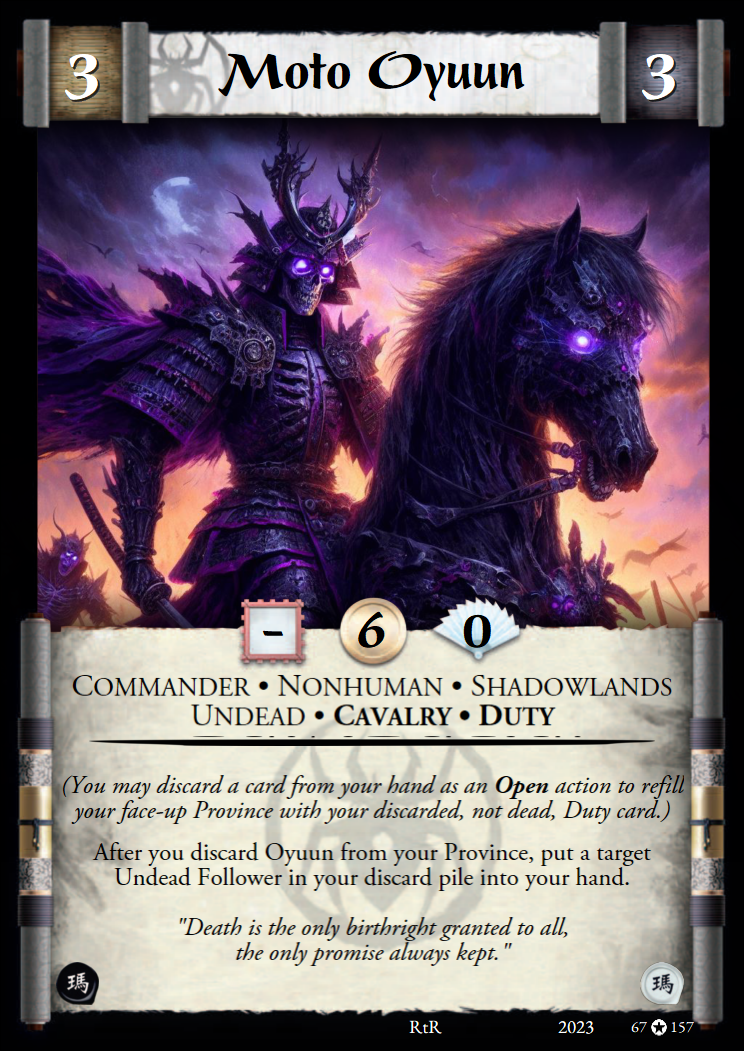 3 Moto Oyuun 3
- 6 0
COMMANDER • NONHUMAN • SHADOWLANDS
UNDEAD • CAVALRY • DUTY
(You may discard a card from your hand as an Open action to refill
your face-up Province with your discarded, not dead, Duty card.)
After you discard Oyuun from your Province, put a target
Undead Follower in your discard pile into your hand.
"Death is the only birthright granted to all,
the only promise always kept."
瑪 瑪
RtR 2023 67 ✪ 157